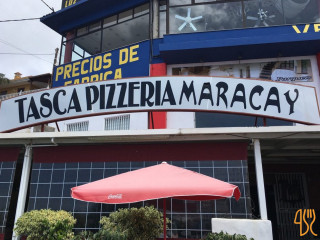 PRECIOS DE
FABRICA
TASCA PIZZERIA MARACAY